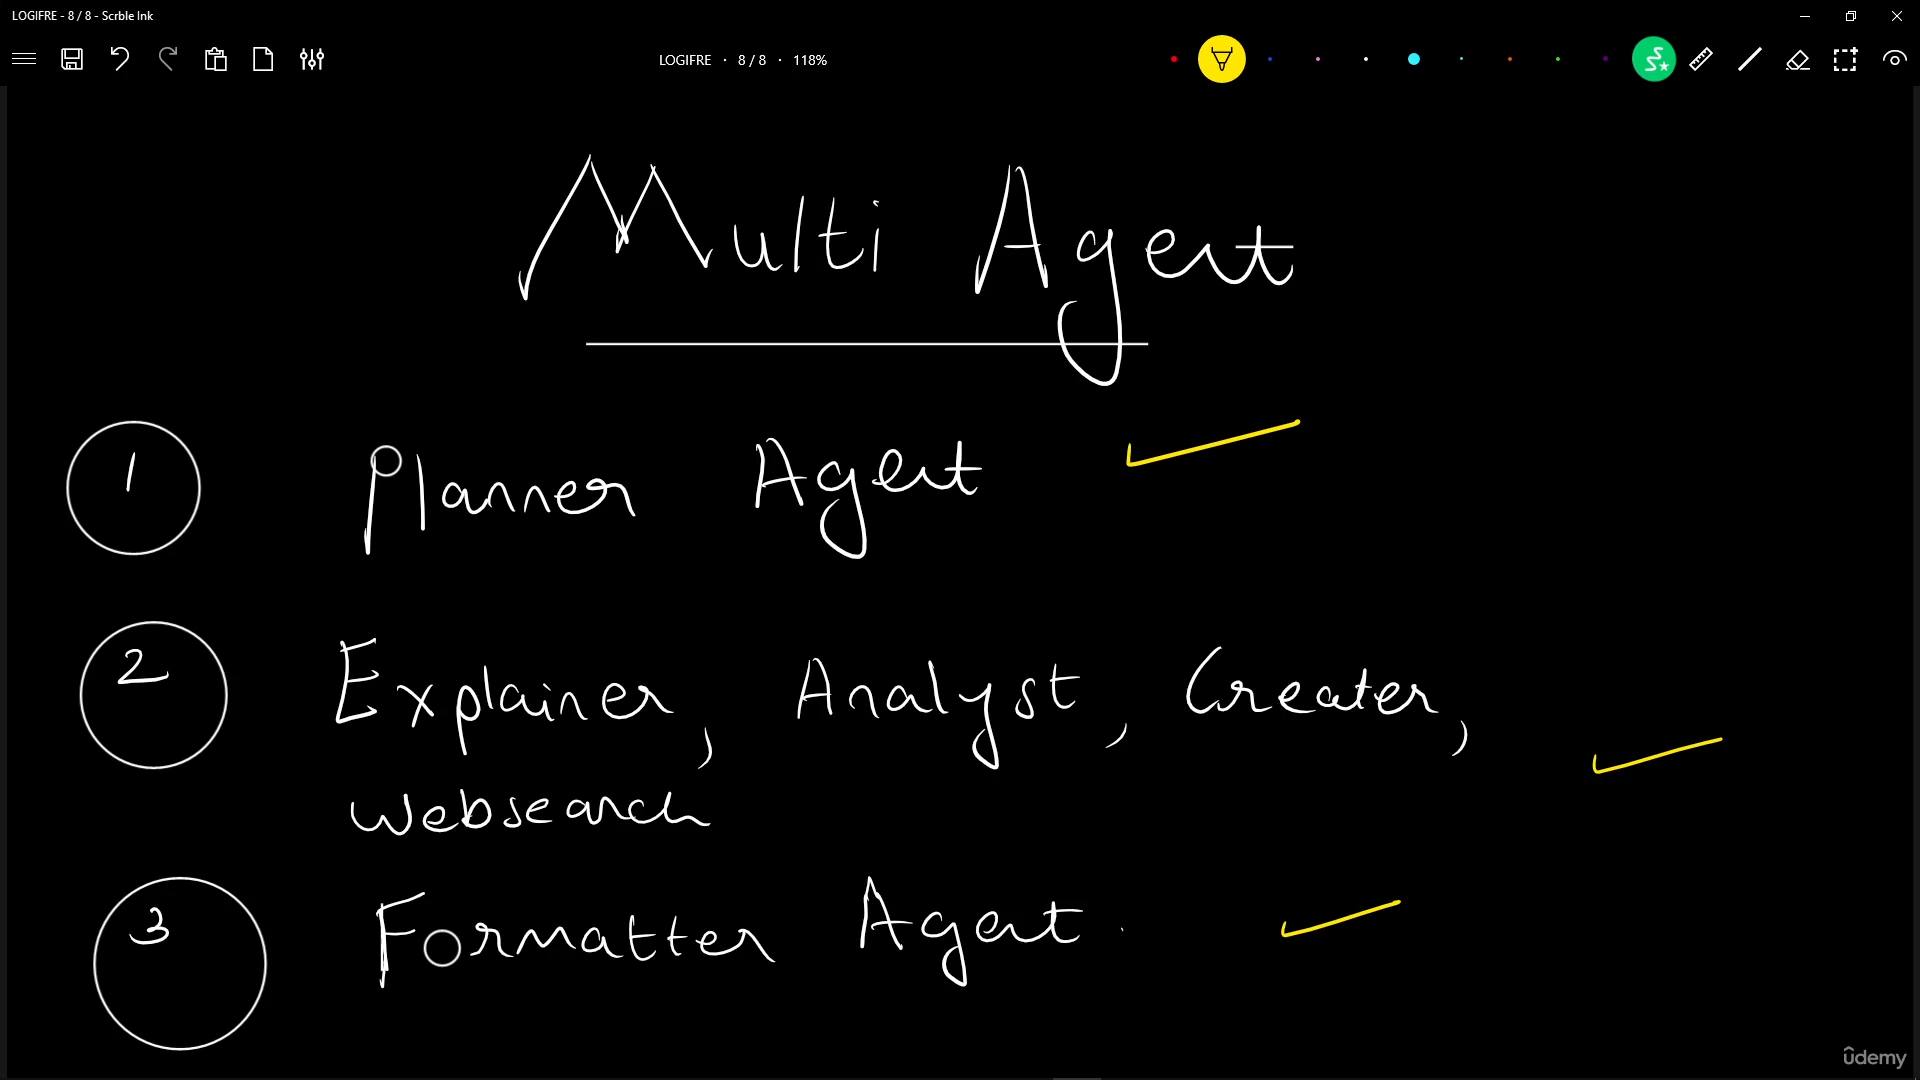 LOGIFRE - 8 / 8 - Scrble Ink
LOGIFRE · 8 / 8 · 118%
Multi Agent
1 Planner Agent
2 Explainer, Analyst, Creater,
websearch
3 Formatter Agent.
ûdemy